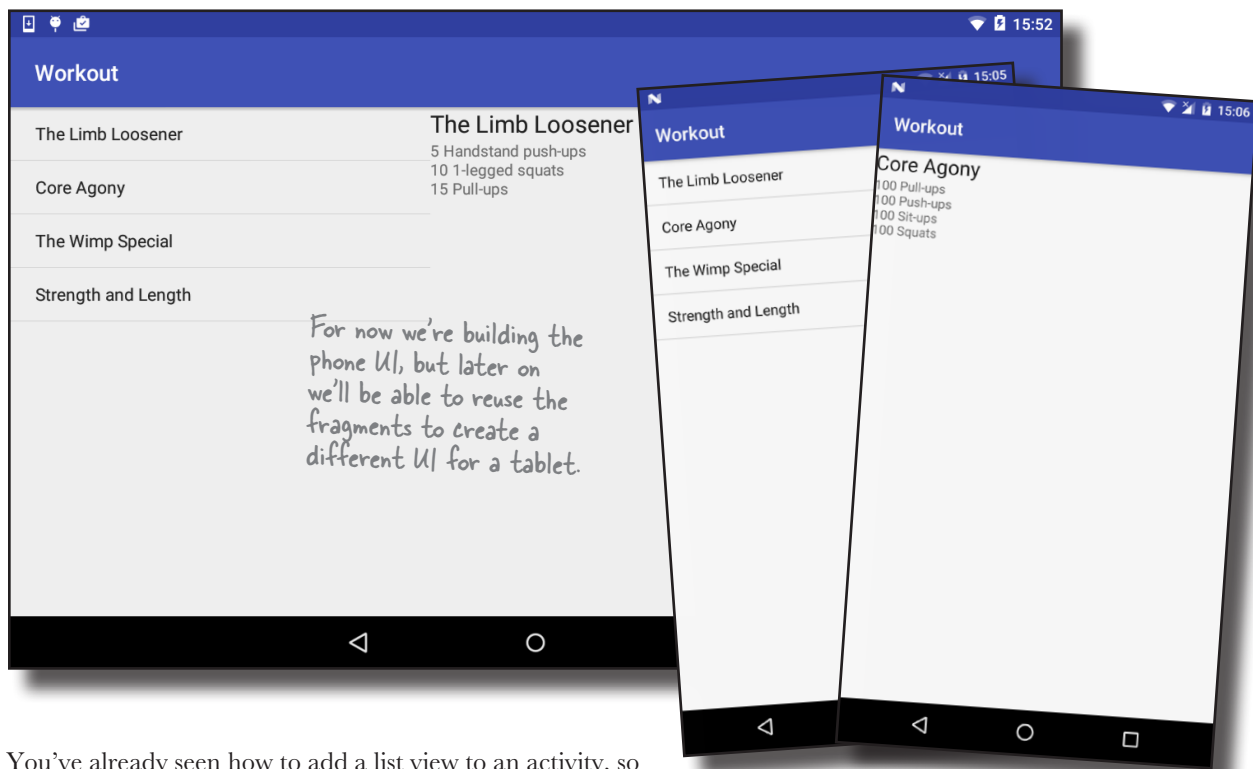 15:52
Workout
The Limb Loosener
Core Agony
The Wimp Special
Strength and Length
The Limb Loosener
5 Handstand push-ups
10 1-legged squats
15 Pull-ups
For now we're building the
phone UI, but later on
we'll be able to reuse the
fragments to create a
different UI for a tablet.
15:05
Workout
The Limb Loosener
Core Agony
The Wimp Special
Strength and Length
15:06
Workout
Core Agony
100 Pull-ups
100 Push-ups
100 Sit-ups
100 Squats
You've already seen how to add a list view to an activity, so